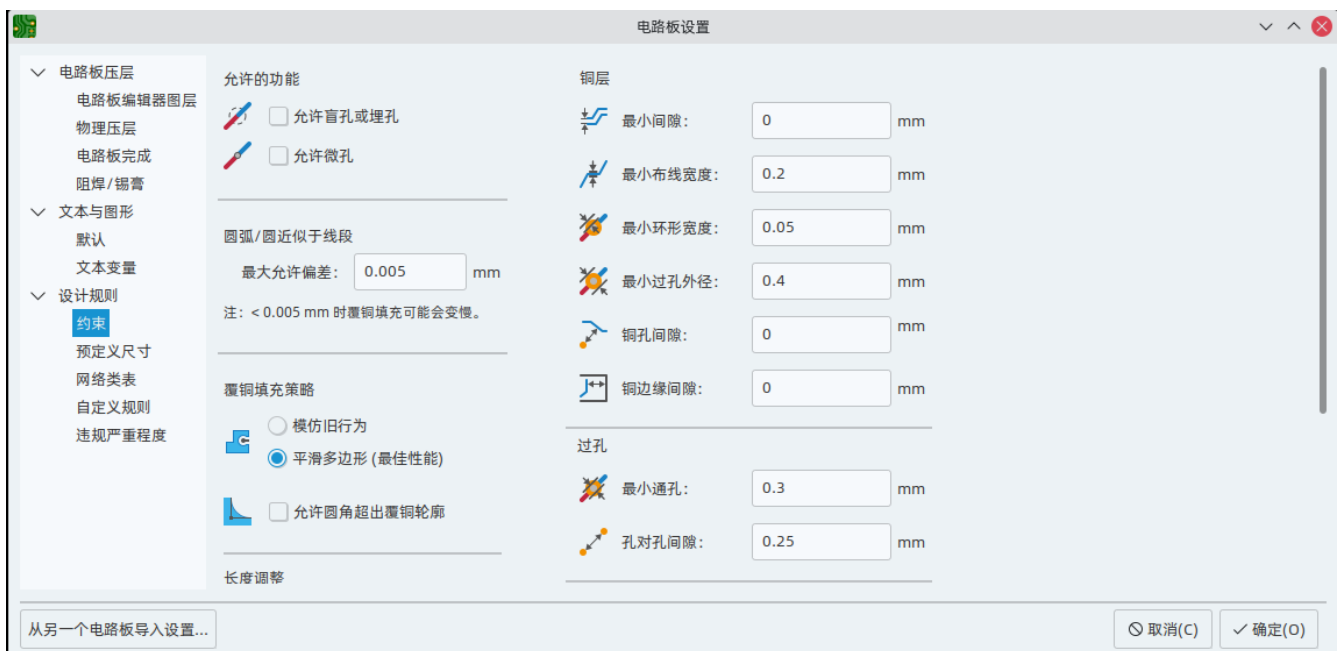 电路板设置
电路板压层
电路板编辑器图层
物理压层
电路板完成
阻焊/锡膏
文本与图形
默认
文本变量
设计规则
约束
预定义尺寸
网络类表
自定义规则
违规严重程度
允许的功能
允许盲孔或埋孔
允许微孔
圆弧/圆近似于线段
最大允许偏差: 0.005 mm
注: < 0.005 mm 时覆铜填充可能会变慢。
覆铜填充策略
模仿旧行为
平滑多边形 (最佳性能)
允许圆角超出覆铜轮廓
长度调整
铜层
最小间隙: 0 mm
最小布线宽度: 0.2 mm
最小环形宽度: 0.05 mm
最小过孔外径: 0.4 mm
铜孔间隙: 0 mm
铜边缘间隙: 0 mm
过孔
最小通孔: 0.3 mm
孔对孔间隙: 0.25 mm
从另一个电路板导入设置...
取消(C)
确定(O)